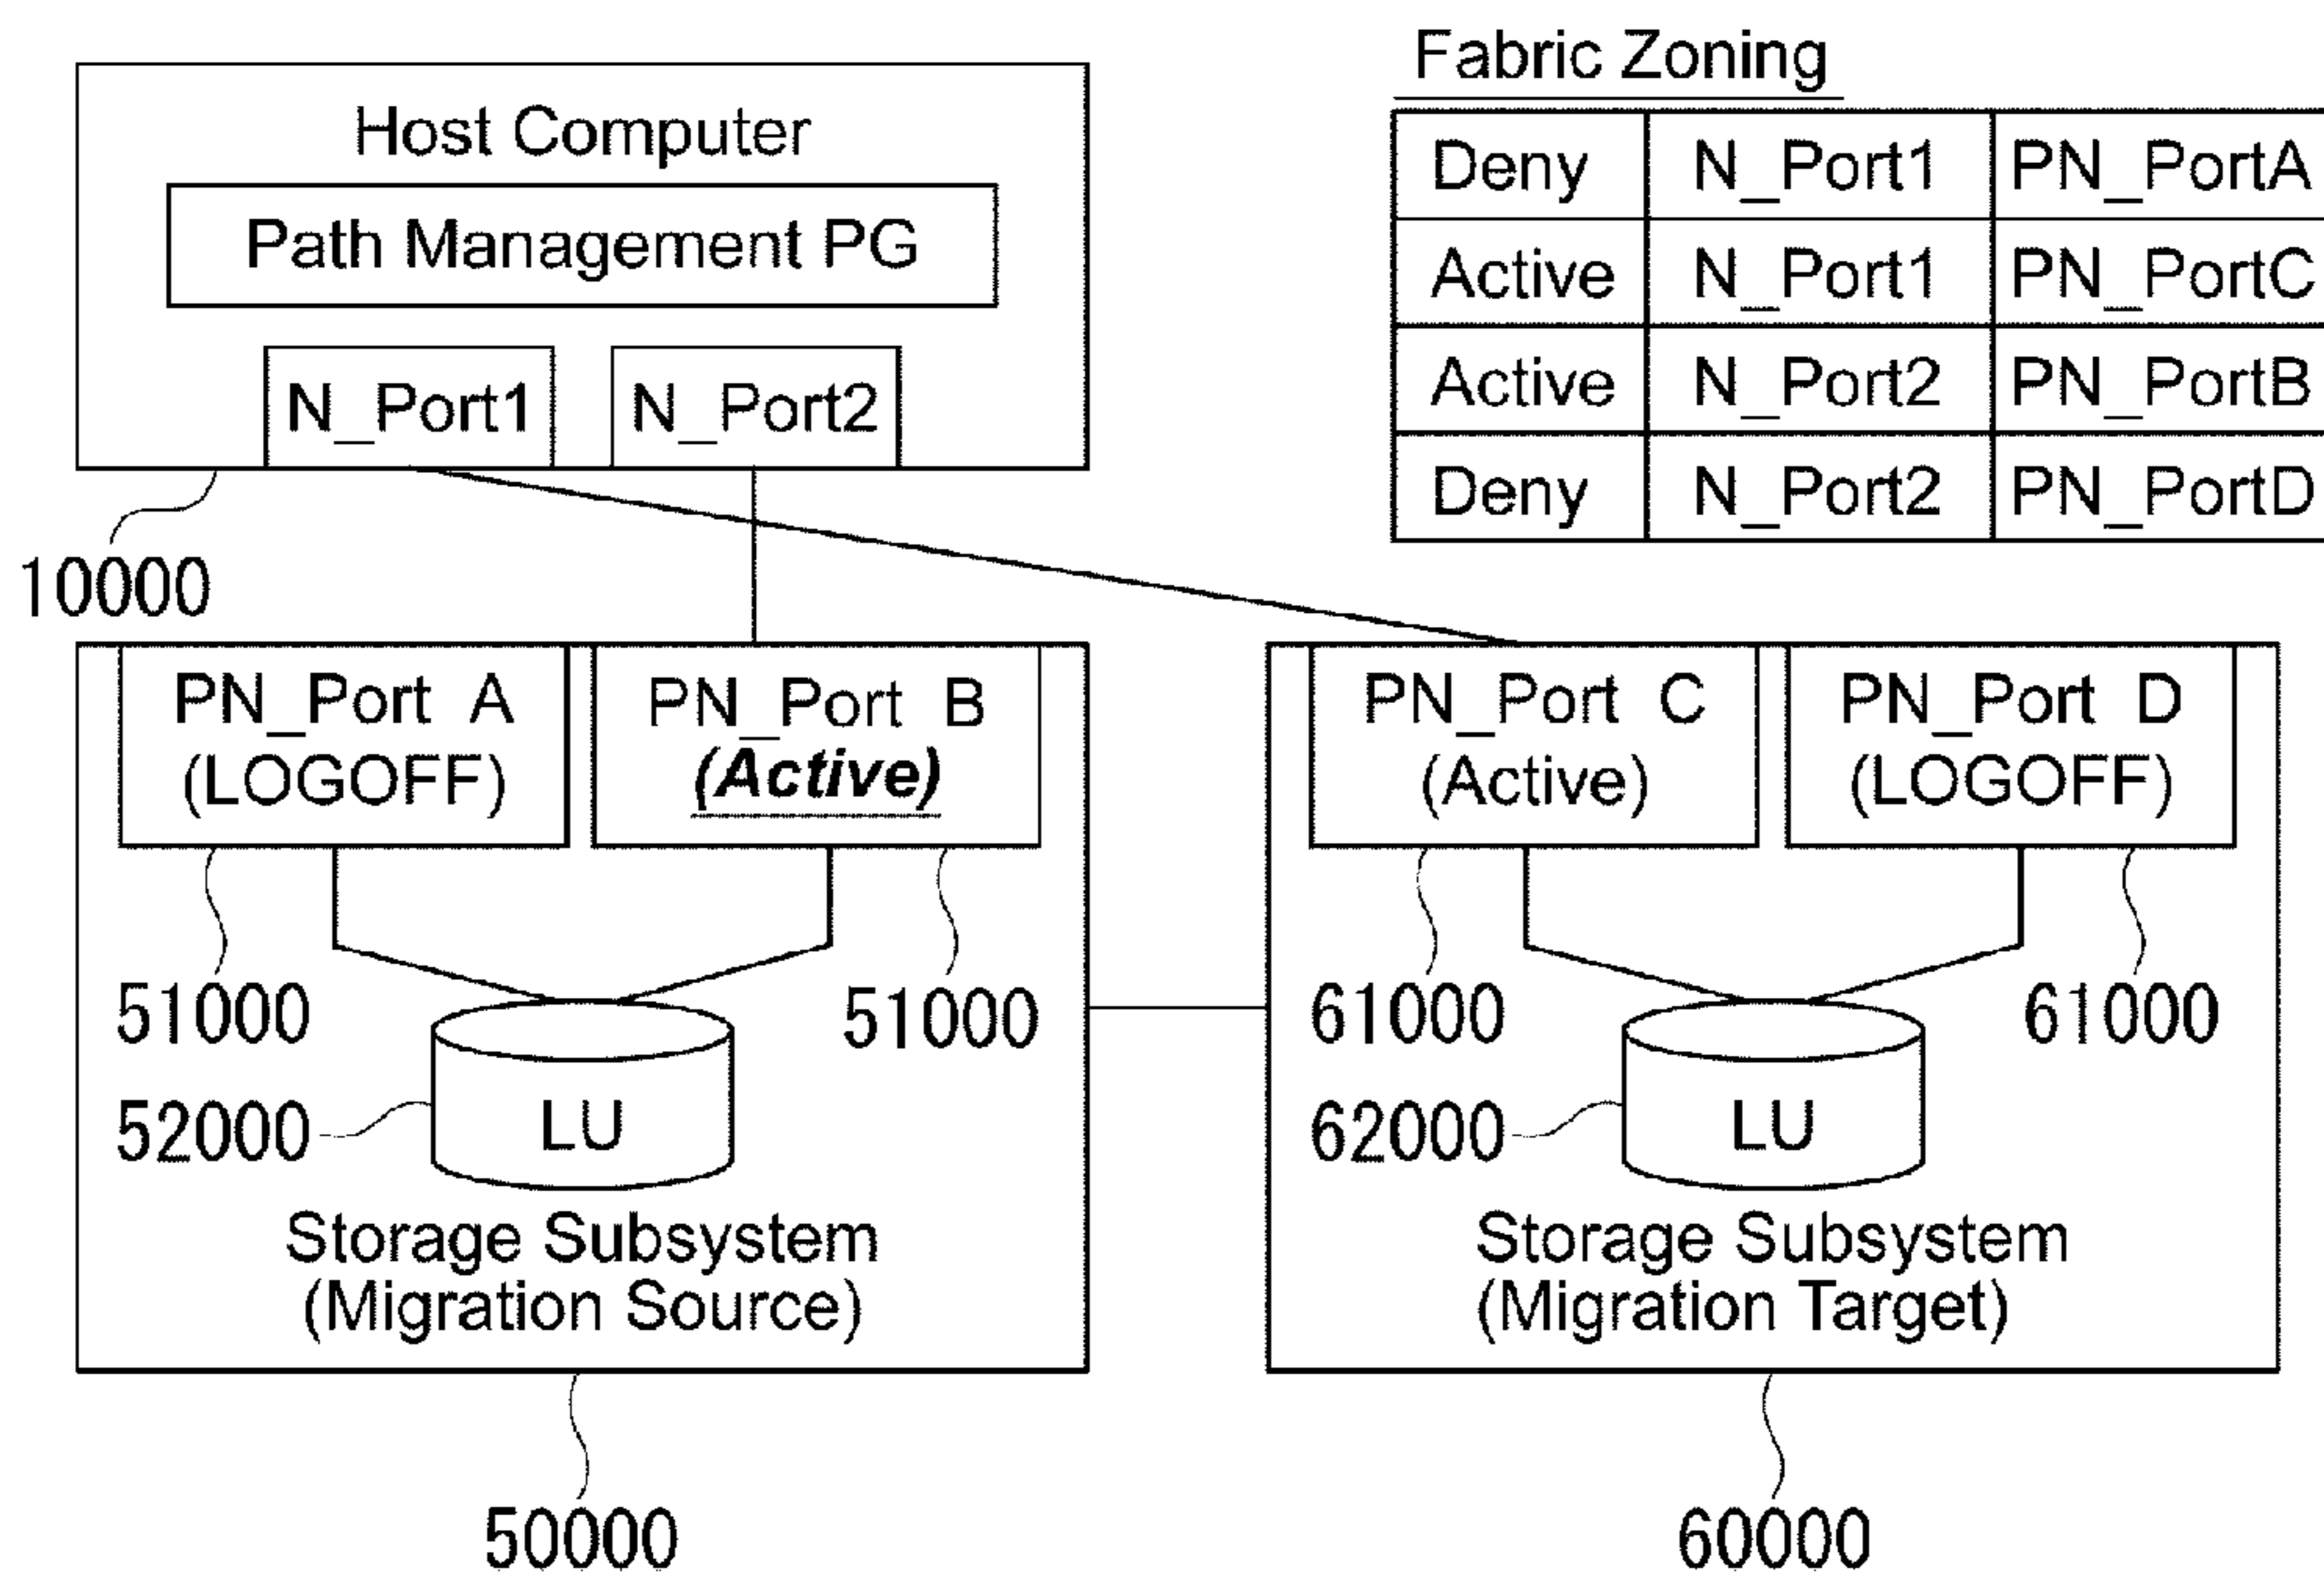 Fabric Zoning
Deny N_Port1 PN_PortA
Active N_Port1 PN_PortC
Active N_Port2 PN_PortB
Deny N_Port2 PN_PortD
Host Computer
Path Management PG
N_Port1 N_Port2
10000
PN_Port A
(LOGOFF)
PN_Port B
(Active)
51000
51000
52000
LU
Storage Subsystem
(Migration Source)
50000
PN_Port C
(Active)
PN_Port D
(LOGOFF)
61000
61000
62000
LU
Storage Subsystem
(Migration Target)
60000